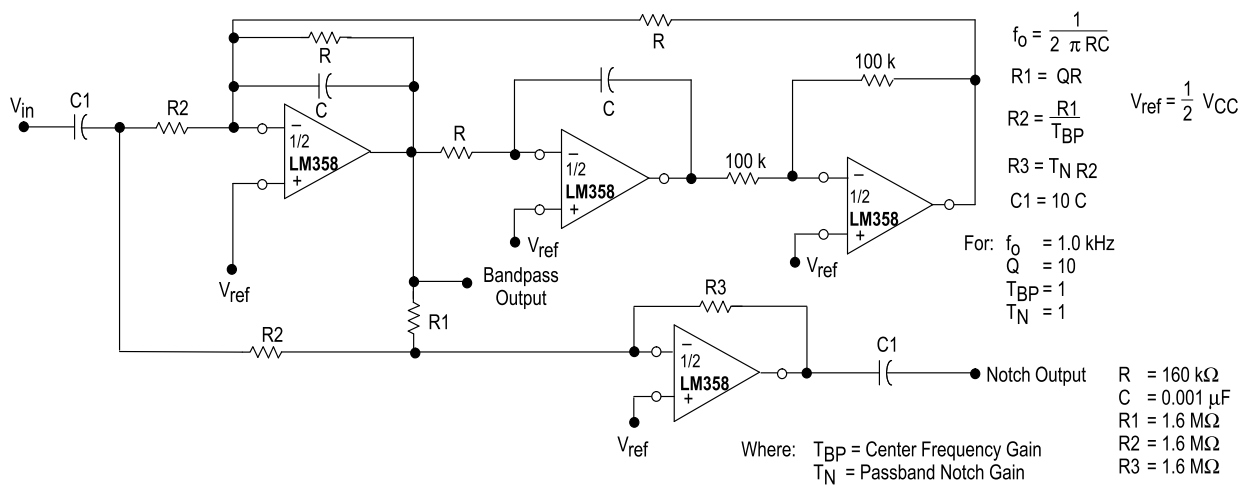 R
R
C
Vin
C1
R2
−
1/2
LM358
+
Vref
R
C
−
1/2
LM358
+
Vref
100 k
100 k
−
1/2
LM358
+
Vref
Bandpass
Output
R1
R2
R3
−
1/2
LM358
+
Vref
C1
Notch Output
fo = 1 / 2 π RC
R1 = QR
R2 = R1 / TBP
R3 = TN R2
C1 = 10 C
Vref = 1/2 VCC
For: fo = 1.0 kHz
Q = 10
TBP = 1
TN = 1
R = 160 kΩ
C = 0.001 µF
R1 = 1.6 MΩ
R2 = 1.6 MΩ
R3 = 1.6 MΩ
Where: TBP = Center Frequency Gain
TN = Passband Notch Gain